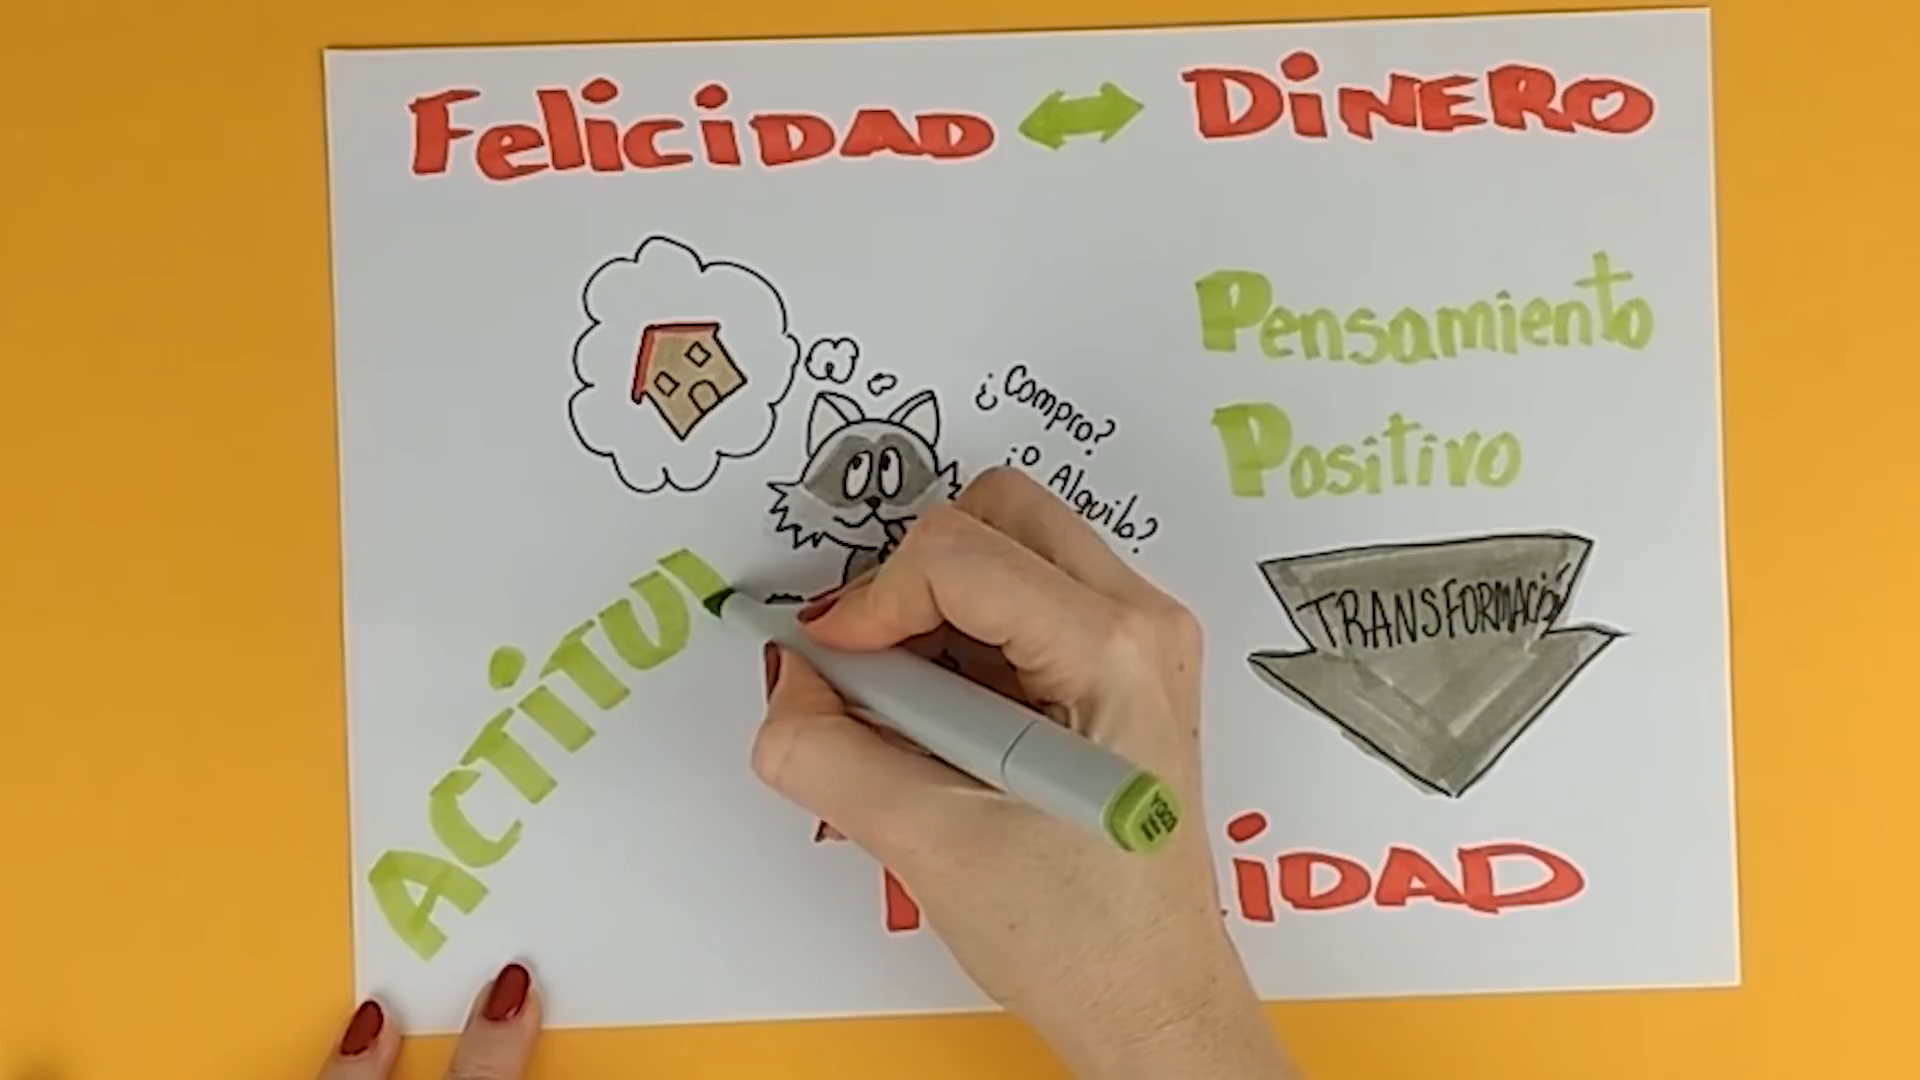 FeliciDAD ↔ DiNERO
Pensamiento
Positivo
¿Compro?
¿o Alquilo?
TRANSFORMACIÓ
ACTiTU
iDAD